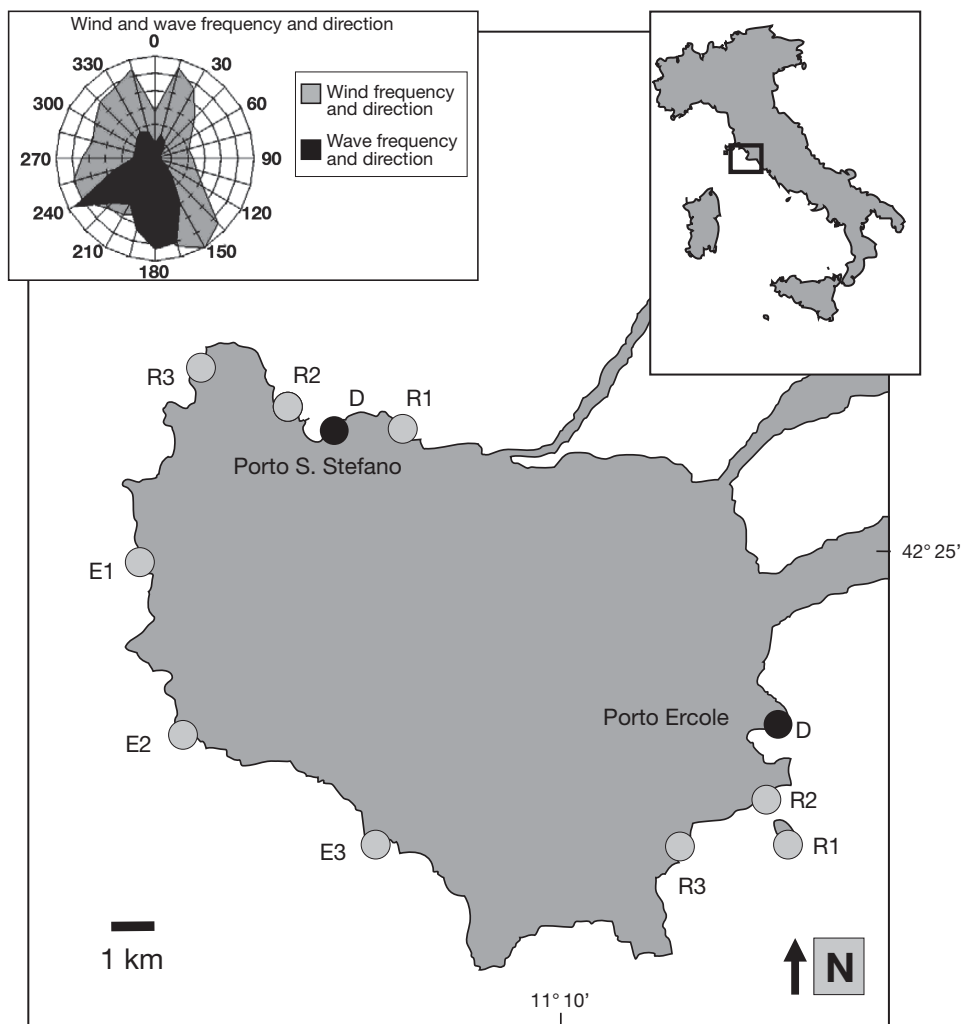 Wind and wave frequency and direction
0
330
30
300
60
270
90
240
120
210
150
180
Wind frequency
and direction
Wave frequency
and direction
R3
R2
D
R1
Porto S. Stefano
E1
42° 25'
E2
Porto Ercole
D
R2
E3
R1
R3
1 km
N
11° 10'